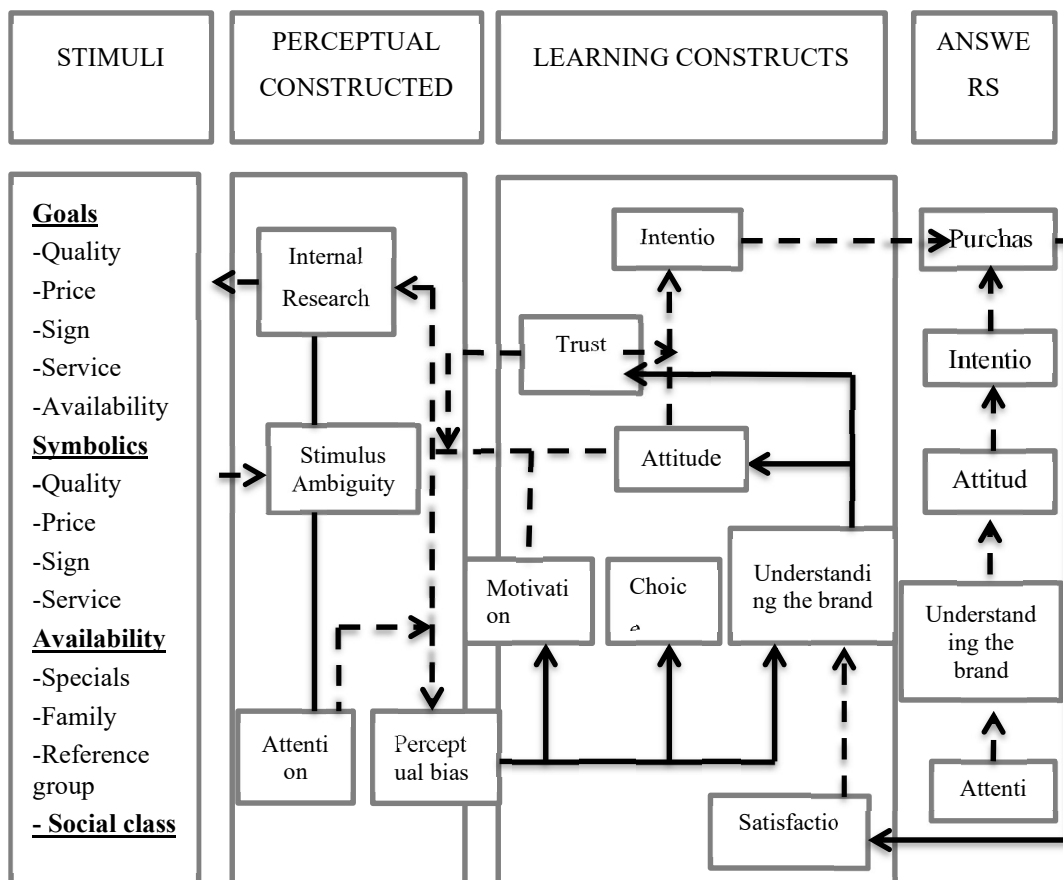 STIMULI
PERCEPTUAL
CONSTRUCTED
LEARNING CONSTRUCTS
ANSWE
RS
Goals
-Quality
-Price
-Sign
-Service
-Availability
Symbolics
-Quality
-Price
-Sign
-Service
Availability
-Specials
-Family
-Reference
group
- Social class
Internal
Research
Stimulus
Ambiguity
Attenti
on
Percept
ual bias
Intentio
Trust
Attitude
Motivati
on
Choic
Understandi
ng the brand
Satisfactio
Purchas
Intentio
Attitud
Understand
ing the
brand
Attenti